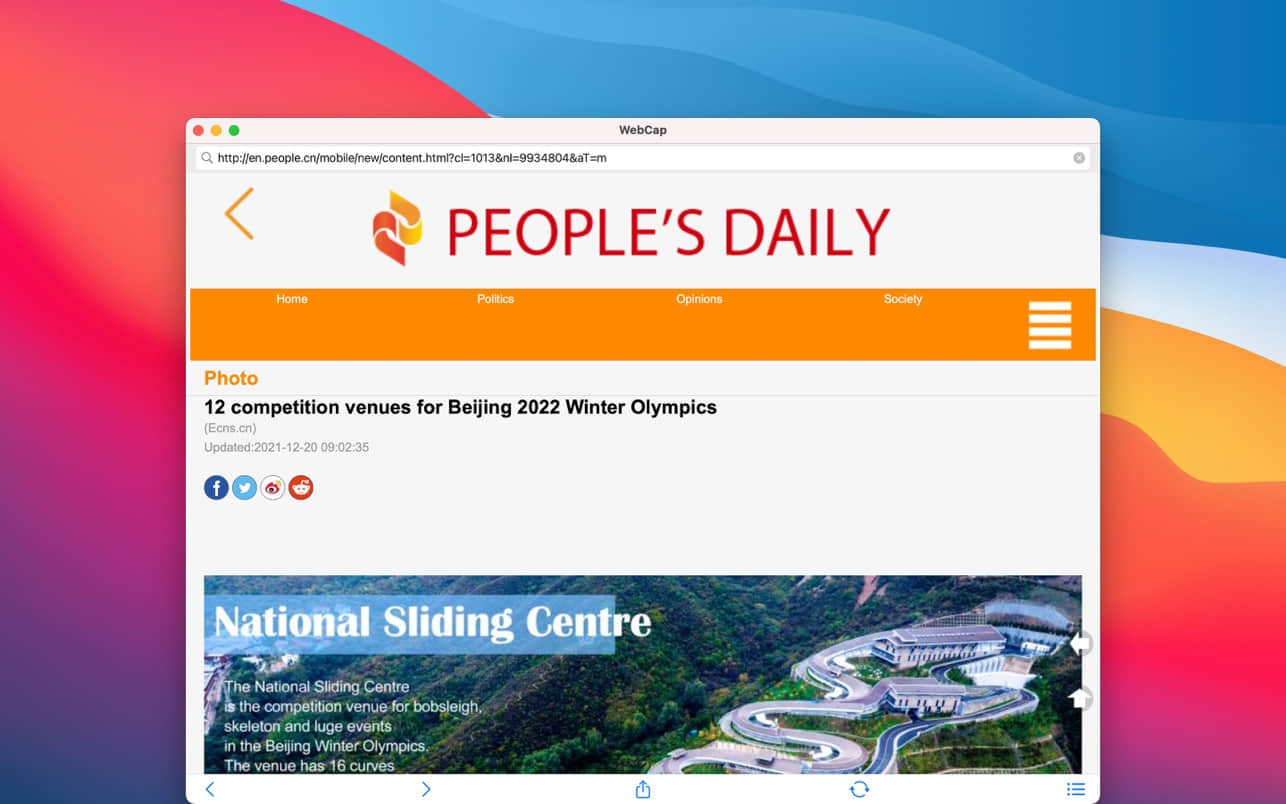 WebCap
http://en.people.cn/mobile/new/content.html?cl=1013&nl=9934804&aT=m
PEOPLE'S DAILY
Home Politics Opinions Society
Photo
12 competition venues for Beijing 2022 Winter Olympics
(Ecns.cn)
Updated:2021-12-20 09:02:35
National Sliding Centre
The National Sliding Centre
is the competition venue for bobsleigh,
skeleton and luge events
in the Beijing Winter Olympics.
The venue has 16 curves